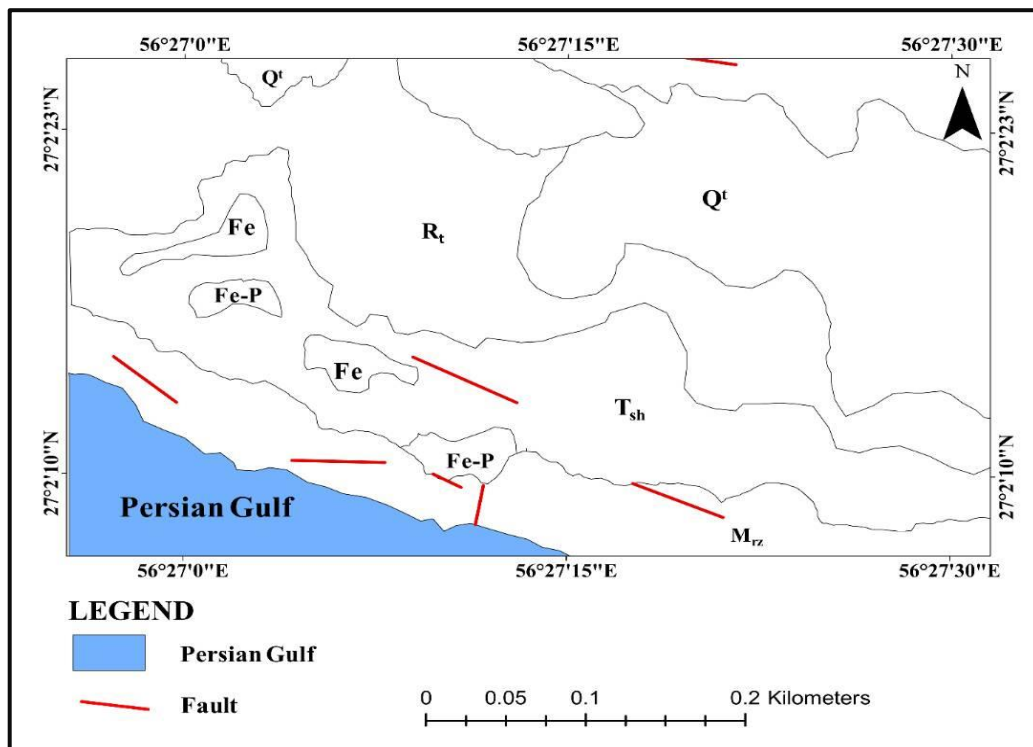 56°27'0"E 56°27'15"E 56°27'30"E
Qᵗ
N
27°2'23"N 27°2'23"N
Qᵗ
Fe
Rₜ
Fe-P
Fe
Tₛₕ
Fe-P
27°2'10"N 27°2'10"N
Persian Gulf
M_rz
56°27'0"E 56°27'15"E 56°27'30"E
LEGEND
Persian Gulf
Fault
0 0.05 0.1 0.2 Kilometers